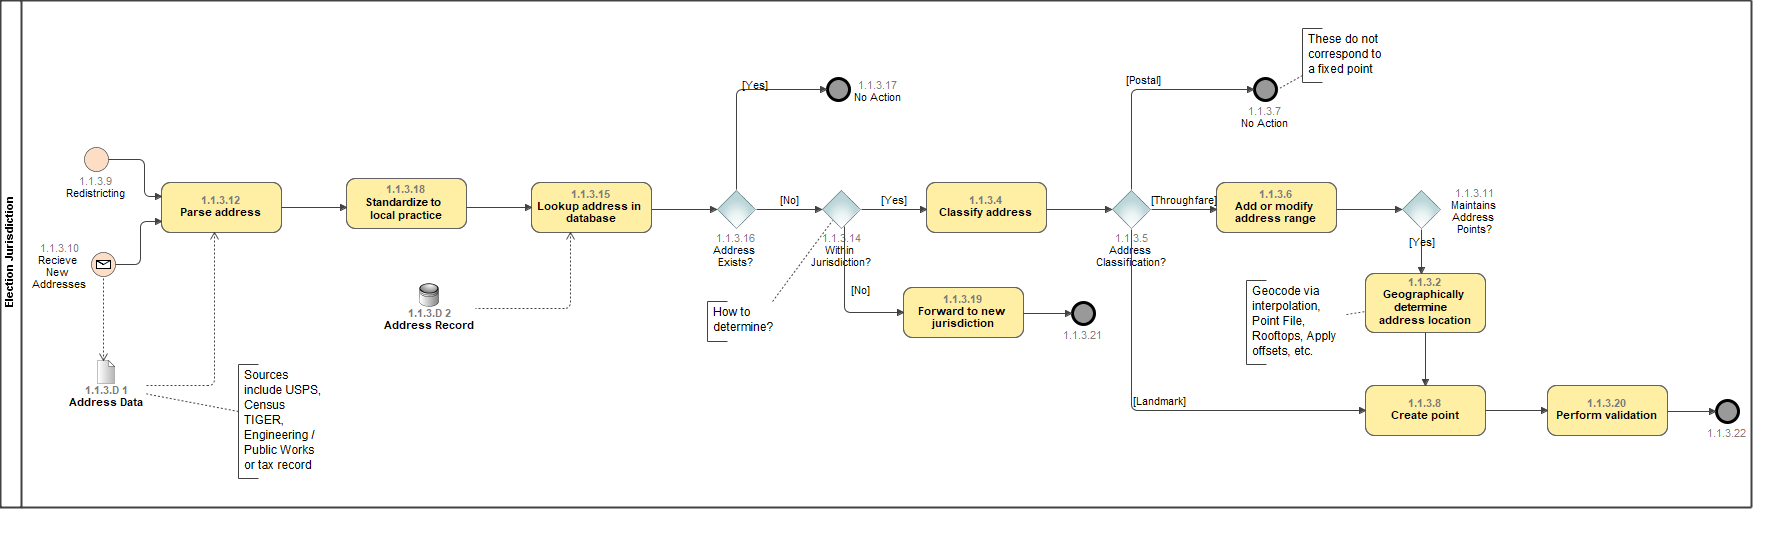 Election Jurisdiction
1.1.3.9
Redistricting
1.1.3.10
Recieve
New
Addresses
1.1.3.D 1
Address Data
Sources
include USPS,
Census
TIGER,
Engineering /
Public Works
or tax record
1.1.3.12
Parse address
1.1.3.18
Standardize to
local practice
1.1.3.D 2
Address Record
1.1.3.15
Lookup address in
database
1.1.3.16
Address
Exists?
[Yes]
1.1.3.17
No Action
[No]
1.1.3.14
Within
Jurisdiction?
How to
determine?
[No]
1.1.3.19
Forward to new
jurisdiction
1.1.3.21
[Yes]
1.1.3.4
Classify address
1.1.3.5
Address
Classification?
[Postal]
1.1.3.7
No Action
These do not
correspond to
a fixed point
[Throughfare]
1.1.3.6
Add or modify
address range
1.1.3.11
Maintains
Address
Points?
[Yes]
1.1.3.2
Geographically
determine
address location
Geocode via
interpolation,
Point File,
Rooftops, Apply
offsets, etc.
[Landmark]
1.1.3.8
Create point
1.1.3.20
Perform validation
1.1.3.22